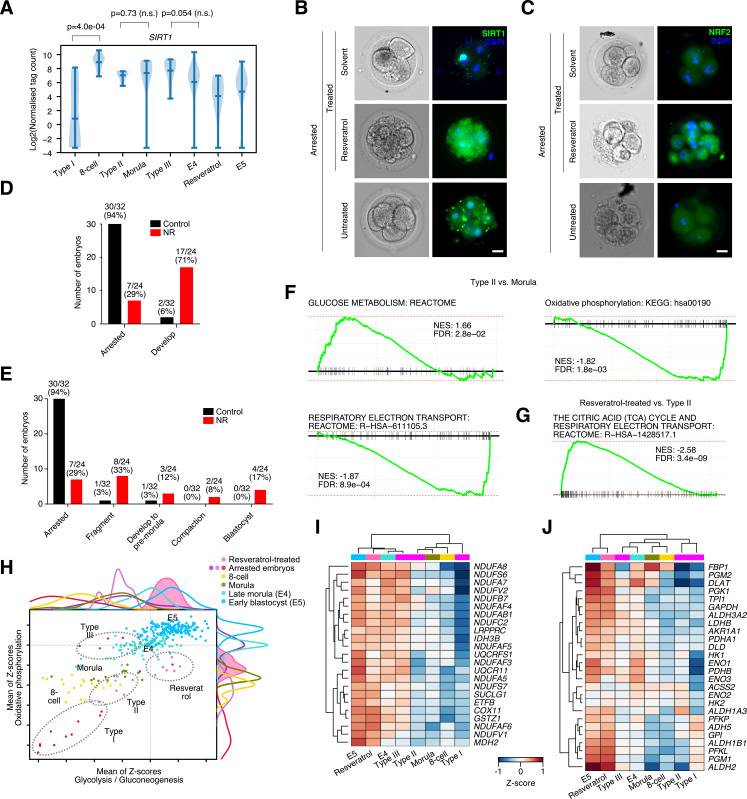 A
p=0.73 (n.s.) p=0.054 (n.s.)
p=4.0e-04
SIRT1
Log2(Normalised tag count)
12
10
8
6
4
2
0
−2
−4
Type I
8-cell
Type II
Morula
Type III
E4
Resveratrol
E5
B
Arrested
Treated
Solvent
Resveratrol
Untreated
SIRT1
DAPI
C
Arrested
Treated
Solvent
Resveratrol
Untreated
NRF2
DAPI
D
30/32
(94%)
Control
NR
17/24
(71%)
7/24
(29%)
2/32
(6%)
Number of embryos
30
20
10
0
Arrested
Develop
E
30/32
(94%)
Control
NR
7/24
(29%)
1/32
(3%)
8/24
(33%)
1/32
(3%)
3/24
(12%)
0/32
(0%)
2/24
(8%)
0/32
(0%)
4/24
(17%)
Number of embryos
30
20
10
0
Arrested
Fragment
Develop to
pre-morula
Compaction
Blastocyst
F
Type II vs. Morula
GLUCOSE METABOLISM: REACTOME
NES: 1.66
FDR: 2.8e−02
Oxidative phosphorylation: KEGG: hsa00190
NES: -1.82
FDR: 1.8e−03
RESPIRATORY ELECTRON TRANSPORT:
REACTOME: R−HSA−611105.3
NES: -1.87
FDR: 8.9e−04
G
Resveratrol-treated vs. Type II
THE CITRIC ACID (TCA) CYCLE AND
RESPIRATORY ELECTRON TRANSPORT:
REACTOME: R-HSA-1428517.1
NES: -2.58
FDR: 3.4e−09
H
Resveratrol-treated
Arrested embryos
8-cell
Morula
Late morula (E4)
Early blastocyst (E5)
Mean of Z-scores
Oxidative phosphorylation
Type
III
E5
E4
Morula
8-
cell
Type
II
Resverat
rol
Type
I
Mean of Z-scores
Glycolysis / Gluconeogenesis
I
NDUFA8
NDUFS6
NDUFA7
NDUFV2
NDUFB7
NDUFAF4
NDUFAB1
NDUFC2
LRPPRC
IDH3B
NDUFAF5
UQCRFS1
NDUFAF3
UQCR11
NDUFA5
NDUFS7
SUCLG1
ETFB
COX11
GSTZ1
NDUFAF6
NDUFV1
MDH2
E5
Resveratrol
E4
Type III
Type II
Morula
8-cell
Type I
-1 0 1
Z-score
J
FBP1
PGM2
DLAT
PGK1
TPI1
GAPDH
ALDH3A2
LDHB
AKR1A1
PDHA1
DLD
HK1
ENO1
PDHB
ENO3
ACSS2
ENO2
HK2
ALDH1A3
PFKP
ADH5
GPI
ALDH1B1
PFKL
PGM1
ALDH2
E5
Resveratrol
Type III
E4
Morula
8-cell
Type II
Type I